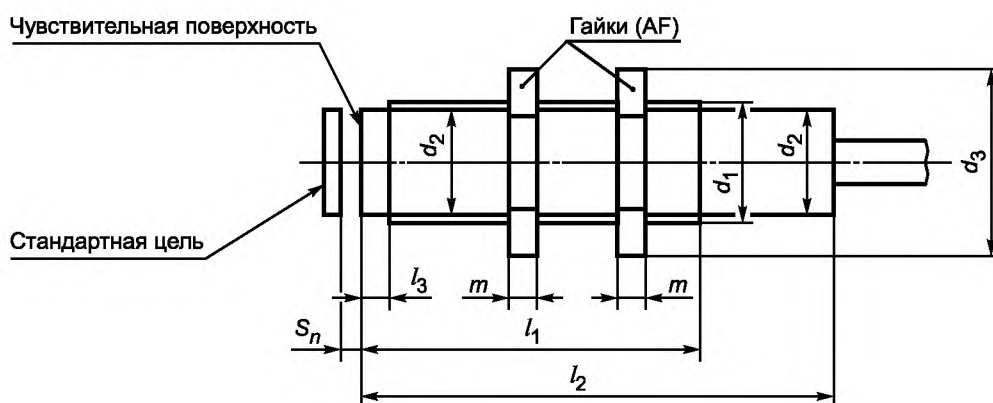 Чувствительная поверхность
Гайки (AF)
d₂
d₁
d₂
d₃
Стандартная цель
l₃
m
m
Sₙ
l₁
l₂